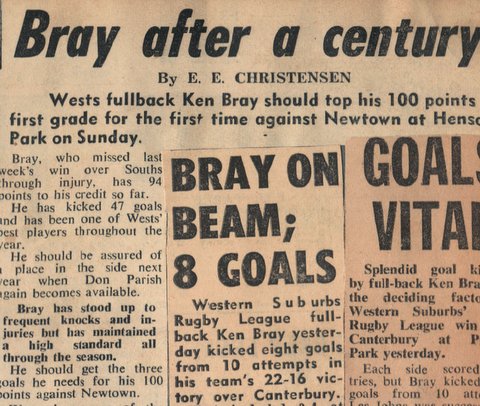 Bray after a century
By E. E. CHRISTENSEN
Wests fullback Ken Bray should top his 100 points
first grade for the first time against Newtown at Henso
Park on Sunday.
Bray, who missed last
week's win over Souths
through injury, has 94
points to his credit so far.
He has kicked 47 goals
and has been one of Wests'
best players throughout the
year.
He should be assured of
a place in the side next
year when Don Parish
again becomes available.
Bray has stood up to
frequent knocks and in-
juries but has maintained
a high standard all
through the season.
He should get the three
goals he needs for his 100
points against Newtown.
BRAY ON
BEAM;
8 GOALS
Western Suburbs
Rugby League full-
back Ken Bray yester-
day kicked eight goals
from 10 attempts in
his team's 22-16 vic-
tory over Canterbury.
GOALS
VITAL
Splendid goal ki
by full-back Ken Bra
the deciding facto
Western Suburbs'
Rugby League win
Canterbury at P
Park yesterday.
Each side scored
tries, but Bray kicked
goals from 10 atte